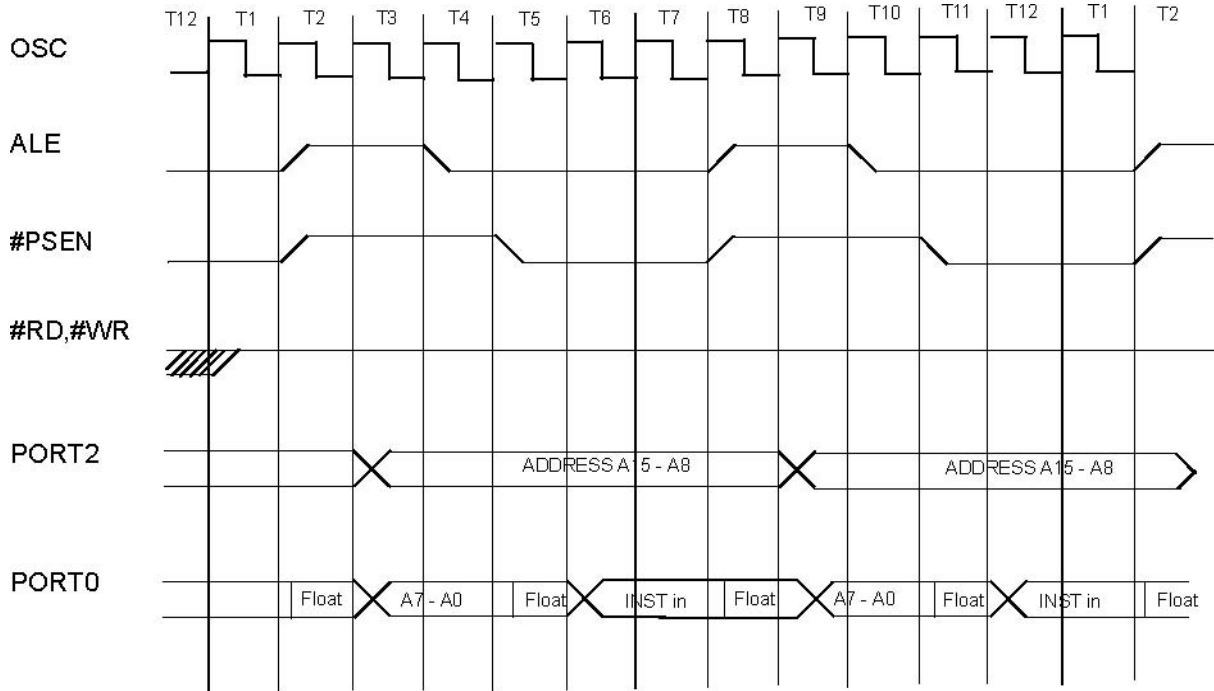 T12 T1 T2 T3 T4 T5 T6 T7 T8 T9 T10 T11 T12 T1 T2
OSC
ALE
#PSEN
#RD,#WR
PORT2 ADDRESS A15 - A8 ADDRESS A15 - A8
PORT0 Float A7 - A0 Float INST in Float A7 - A0 Float INST in Float